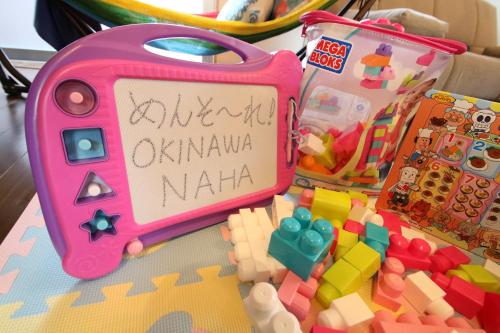 めんそ〜れ!
OKINAWA
NAHA
MEGA
BLOKS